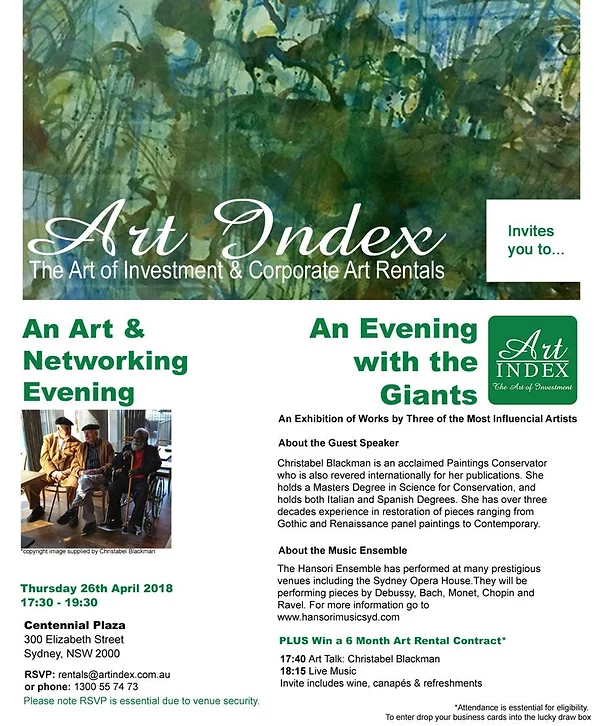 Art Index
The Art of Investment & Corporate Art Rentals
Invites
you to...
An Art &
Networking
Evening
*copyright image supplied by Christabel Blackman
Thursday 26th April 2018
17:30 - 19:30
Centennial Plaza
300 Elizabeth Street
Sydney, NSW 2000
RSVP: rentals@artindex.com.au
or phone: 1300 55 74 73
Please note RSVP is essential due to venue security.
An Evening
with the
Giants
Art
INDEX
The Art of Investment
An Exhibition of Works by Three of the Most Influencial Artists
About the Guest Speaker
Christabel Blackman is an acclaimed Paintings Conservator
who is also revered internationally for her publications. She
holds a Masters Degree in Science for Conservation, and
holds both Italian and Spanish Degrees. She has over three
decades experience in restoration of pieces ranging from
Gothic and Renaissance panel paintings to Contemporary.
About the Music Ensemble
The Hansori Ensemble has performed at many prestigious
venues including the Sydney Opera House.They will be
performing pieces by Debussy, Bach, Monet, Chopin and
Ravel. For more information go to
www.hansorimusicsyd.com
PLUS Win a 6 Month Art Rental Contract*
17:40 Art Talk: Christabel Blackman
18:15 Live Music
Invite includes wine, canapés & refreshments
*Attendance is esstential for eligibility.
To enter drop your business cards into the lucky draw box